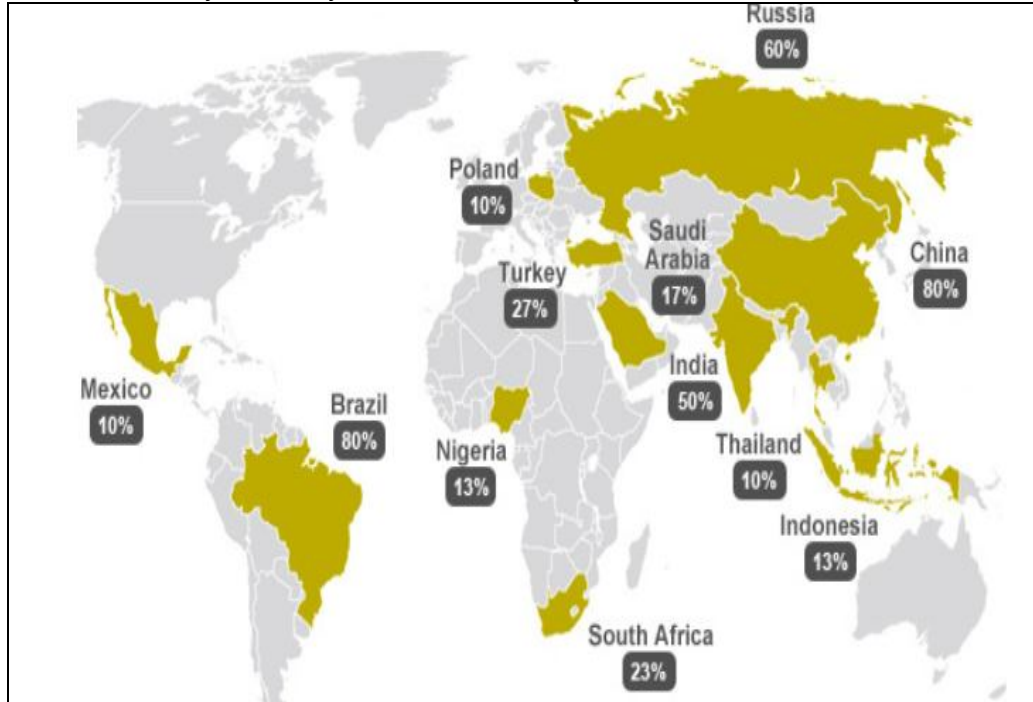 Russia
60%
Poland
10%
Saudi
Arabia
17%
China
80%
Turkey
27%
India
50%
Mexico
10%
Brazil
80%
Nigeria
13%
Thailand
10%
Indonesia
13%
South Africa
23%